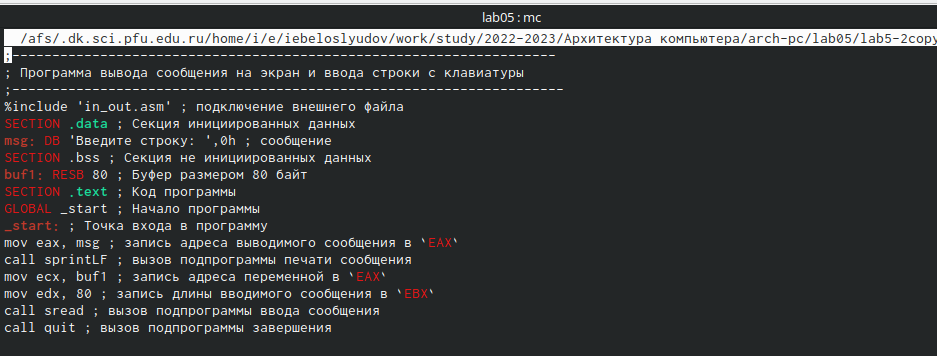 lab05 : mc
/afs/.dk.sci.pfu.edu.ru/home/i/e/iebeloslyudov/work/study/2022-2023/Архитектура компьютера/arch-pc/lab05/lab5-2copy
;---------------------------------------------------------------
; Программа вывода сообщения на экран и ввода строки с клавиатуры
;----------------------------------------------------------------
%include 'in_out.asm' ; подключение внешнего файла
SECTION .data ; Секция инициированных данных
msg: DB 'Введите строку: ',0h ; сообщение
SECTION .bss ; Секция не инициированных данных
buf1: RESB 80 ; Буфер размером 80 байт
SECTION .text ; Код программы
GLOBAL _start ; Начало программы
_start: ; Точка входа в программу
mov eax, msg ; запись адреса выводимого сообщения в `EAX`
call sprintLF ; вызов подпрограммы печати сообщения
mov ecx, buf1 ; запись адреса переменной в `EAX`
mov edx, 80 ; запись длины вводимого сообщения в `EBX`
call sread ; вызов подпрограммы ввода сообщения
call quit ; вызов подпрограммы завершения